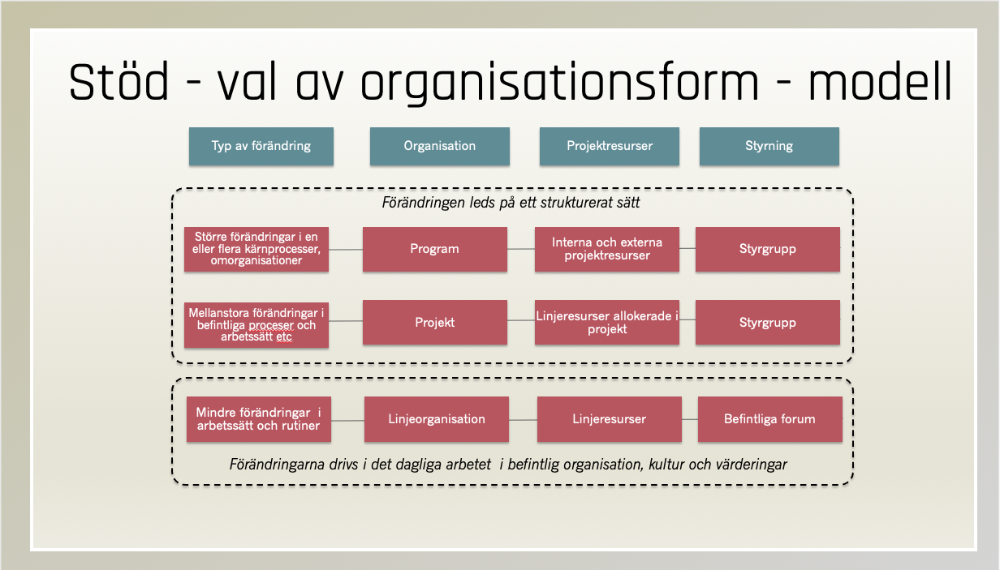 Stöd - val av organisationsform - modell
Typ av förändring
Organisation
Projektresurser
Styrning
Förändringen leds på ett strukturerat sätt
Större förändringar i en
eller flera kärnprocesser,
omorganisationer
Program
Interna och externa
projektresurser
Styrgrupp
Mellanstora förändringar i
befintliga proceser och
arbetssätt etc
Projekt
Linjeresurser allokerade i
projekt
Styrgrupp
Mindre förändringar  i
arbetssätt och rutiner
Linjeorganisation
Linjeresurser
Befintliga forum
Förändringarna drivs i det dagliga arbetet  i befintlig organisation, kultur och värderingar